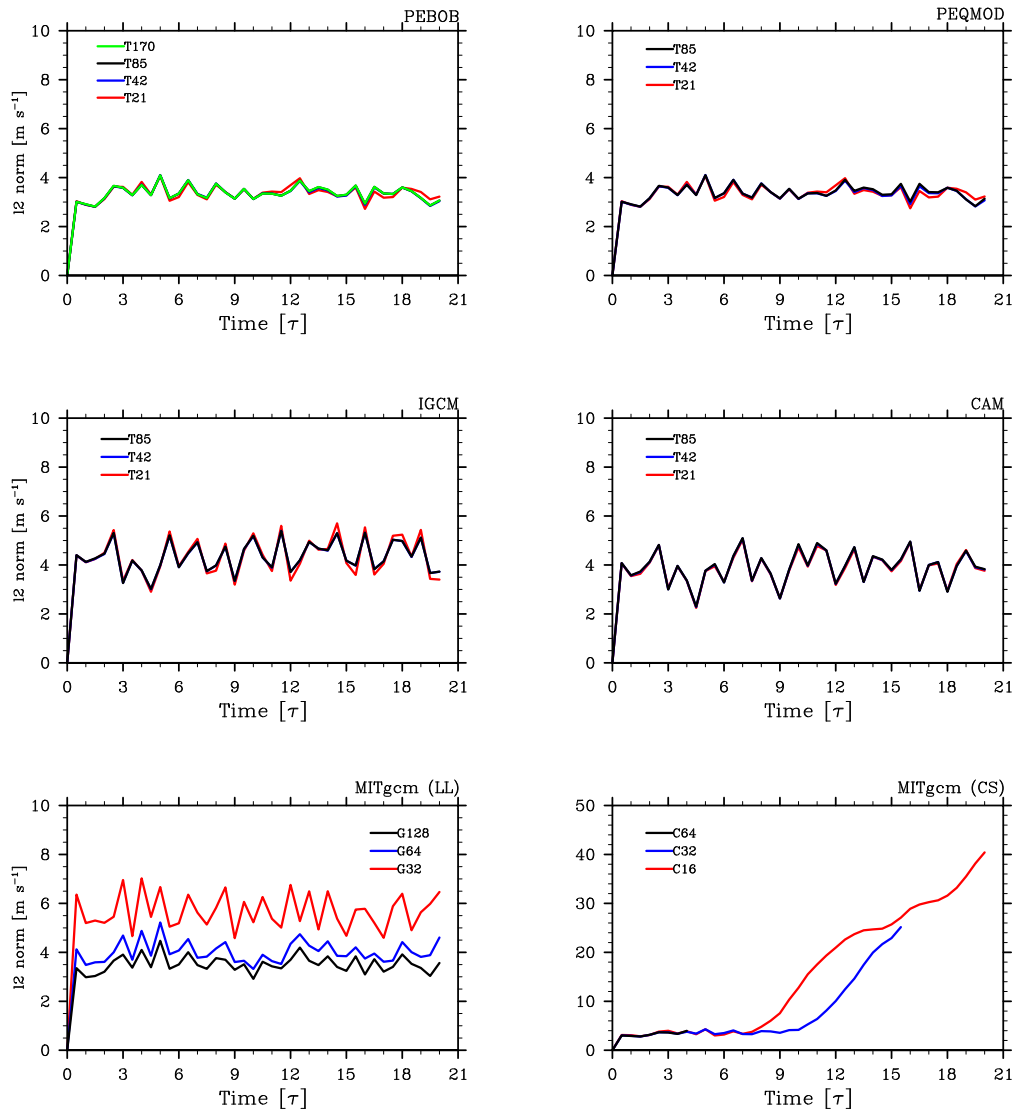 PEBOB
10
8
6
4
2
0
l2 norm [m s⁻¹]
T170
T85
T42
T21
0 3 6 9 12 15 18 21
Time [τ]
PEQMOD
10
8
6
4
2
0
T85
T42
T21
0 3 6 9 12 15 18 21
Time [τ]
IGCM
10
8
6
4
2
0
l2 norm [m s⁻¹]
T85
T42
T21
0 3 6 9 12 15 18 21
Time [τ]
CAM
10
8
6
4
2
0
T85
T42
T21
0 3 6 9 12 15 18 21
Time [τ]
MITgcm (LL)
10
8
6
4
2
0
l2 norm [m s⁻¹]
G128
G64
G32
0 3 6 9 12 15 18 21
Time [τ]
MITgcm (CS)
50
40
30
20
10
0
C64
C32
C16
0 3 6 9 12 15 18 21
Time [τ]